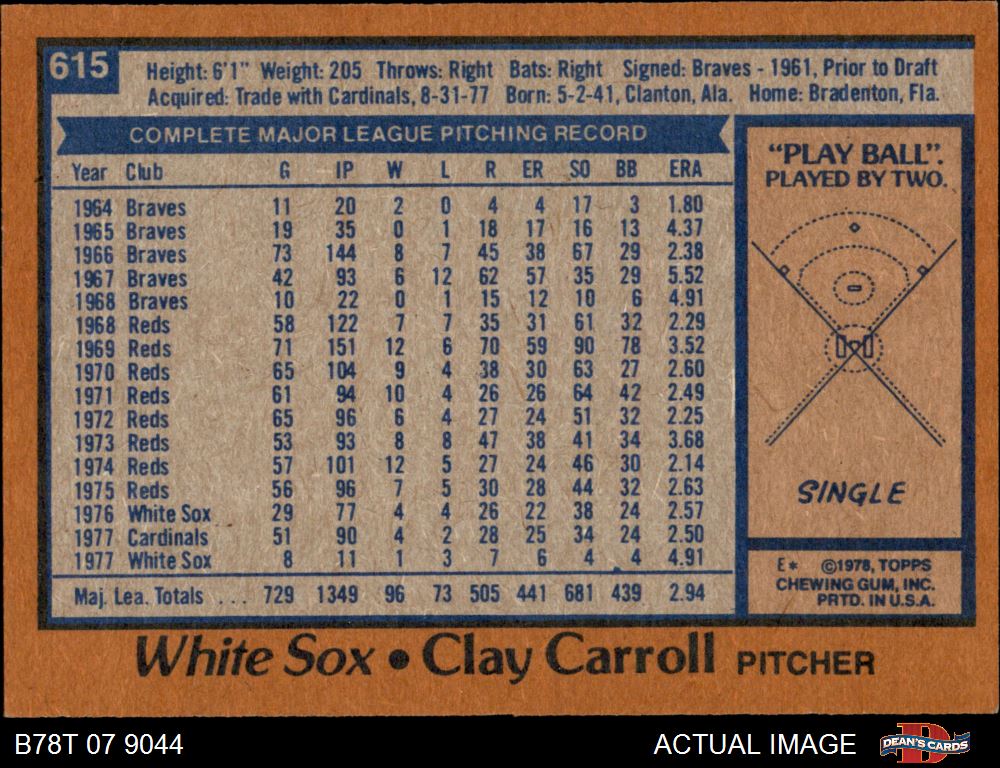 615
Height: 6'1" Weight: 205 Throws: Right Bats: Right Signed: Braves - 1961, Prior to Draft
Acquired: Trade with Cardinals, 8-31-77 Born: 5-2-41, Clanton, Ala. Home: Bradenton, Fla.
COMPLETE MAJOR LEAGUE PITCHING RECORD
Year Club G IP W L R ER SO BB ERA
1964 Braves 11 20 2 0 4 4 17 3 1.80
1965 Braves 19 35 0 1 18 17 16 13 4.37
1966 Braves 73 144 8 7 45 38 67 29 2.38
1967 Braves 42 93 6 12 62 57 35 29 5.52
1968 Braves 10 22 0 1 15 12 10 6 4.91
1968 Reds 58 122 7 7 35 31 61 32 2.29
1969 Reds 71 151 12 6 70 59 90 78 3.52
1970 Reds 65 104 9 4 38 30 63 27 2.60
1971 Reds 61 94 10 4 26 26 64 42 2.49
1972 Reds 65 96 6 4 27 24 51 32 2.25
1973 Reds 53 93 8 8 47 38 41 34 3.68
1974 Reds 57 101 12 5 27 24 46 30 2.14
1975 Reds 56 96 7 5 30 28 44 32 2.63
1976 White Sox 29 77 4 4 26 22 38 24 2.57
1977 Cardinals 51 90 4 2 28 25 34 24 2.50
1977 White Sox 8 11 1 3 7 6 4 4 4.91
Maj. Lea. Totals ... 729 1349 96 73 505 441 681 439 2.94
"PLAY BALL".
PLAYED BY TWO.
SINGLE
E* ©1978, TOPPS
CHEWING GUM, INC.
PRTD. IN U.S.A.
White Sox • Clay Carroll PITCHER
B78T 07 9044
ACTUAL IMAGE
DEAN'S CARDS